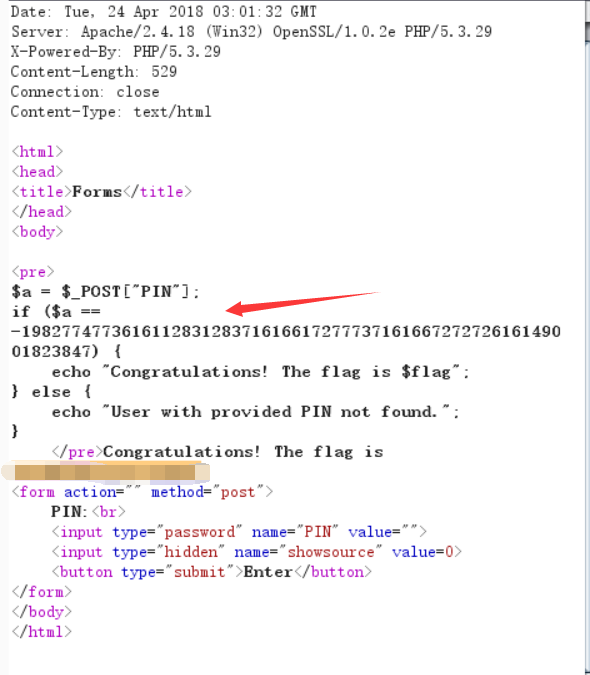 Date: Tue, 24 Apr 2018 03:01:32 GMT
Server: Apache/2.4.18 (Win32) OpenSSL/1.0.2e PHP/5.3.29
X-Powered-By: PHP/5.3.29
Content-Length: 529
Connection: close
Content-Type: text/html
<html>
<head>
<title>Forms</title>
</head>
<body>
<pre>
$a = $_POST["PIN"];
if ($a ==
-19827747736161128312837161661727773716166727272616149
001823847) {
    echo "Congratulations! The flag is $flag";
} else {
    echo "User with provided PIN not found.";
}
    </pre>Congratulations! The flag is
<form action="" method="post">
    PIN:<br>
    <input type="password" name="PIN" value="">
    <input type="hidden" name="showsource" value=0>
    <button type="submit">Enter</button>
</form>
</body>
</html>